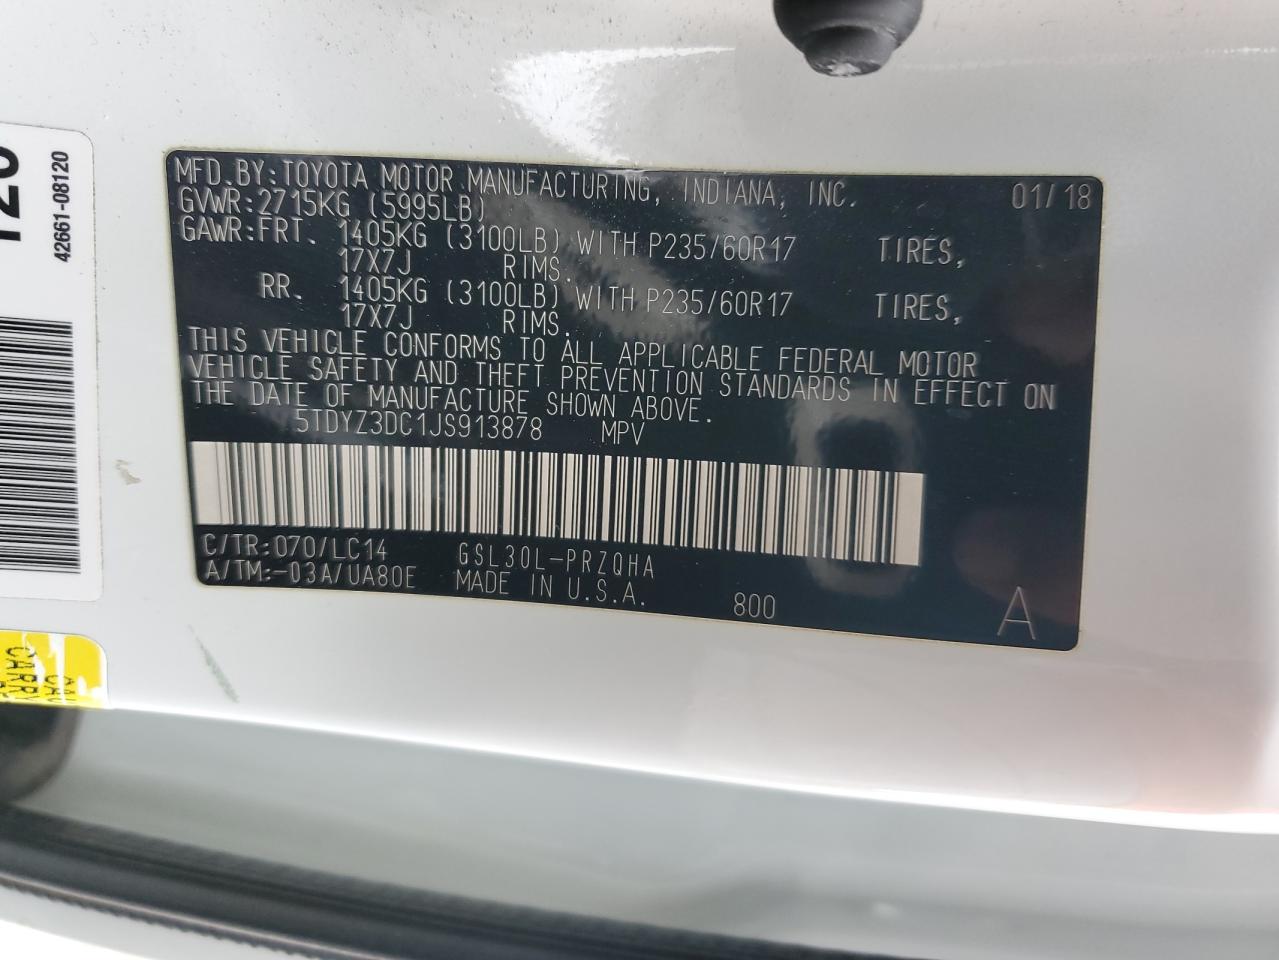 MFD. BY: TOYOTA MOTOR MANUFACTURING, INDIANA, INC. 01/18
GVWR: 2715KG (5995LB)
GAWR: FRT. 1405KG (3100LB) WITH P235/60R17 TIRES,
17X7J RIMS.
RR. 1405KG (3100LB) WITH P235/60R17 TIRES,
17X7J RIMS.
THIS VEHICLE CONFORMS TO ALL APPLICABLE FEDERAL MOTOR
VEHICLE SAFETY AND THEFT PREVENTION STANDARDS IN EFFECT ON
THE DATE OF MANUFACTURE SHOWN ABOVE.
5TDYZ3DC1JS913878 MPV
C/TR: 070/LC14 GSL30L-PRZQHA
A/TM: -03A/UA80E MADE IN U.S.A. 800 A
42661-08120